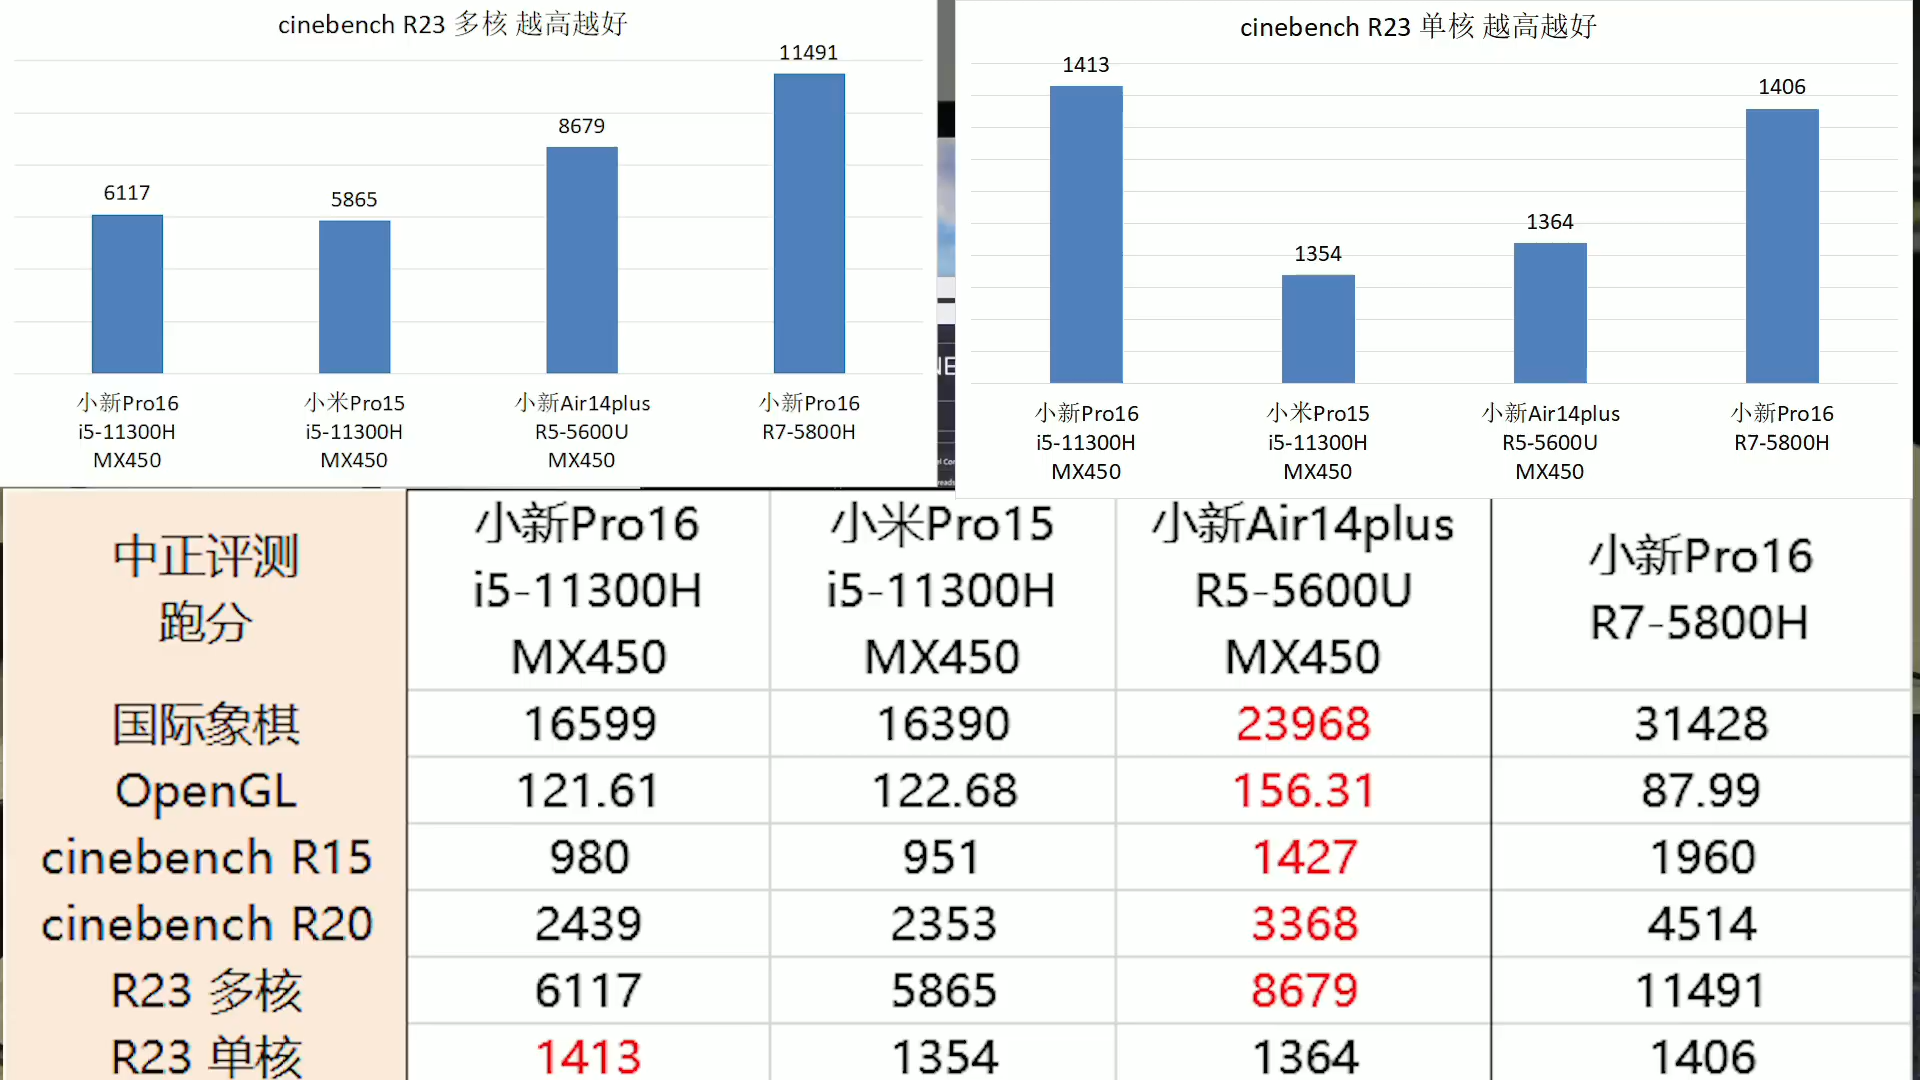 cinebench R23 多核 越高越好
11491
8679
6117
5865
小新Pro16
i5-11300H
MX450
小米Pro15
i5-11300H
MX450
小新Air14plus
R5-5600U
MX450
小新Pro16
R7-5800H
cinebench R23 单核 越高越好
1413
1406
1364
1354
小新Pro16
i5-11300H
MX450
小米Pro15
i5-11300H
MX450
小新Air14plus
R5-5600U
MX450
小新Pro16
R7-5800H
中正评测
跑分
小新Pro16
i5-11300H
MX450
小米Pro15
i5-11300H
MX450
小新Air14plus
R5-5600U
MX450
小新Pro16
R7-5800H
国际象棋 16599 16390 23968 31428
OpenGL 121.61 122.68 156.31 87.99
cinebench R15 980 951 1427 1960
cinebench R20 2439 2353 3368 4514
R23 多核 6117 5865 8679 11491
R23 单核 1413 1354 1364 1406